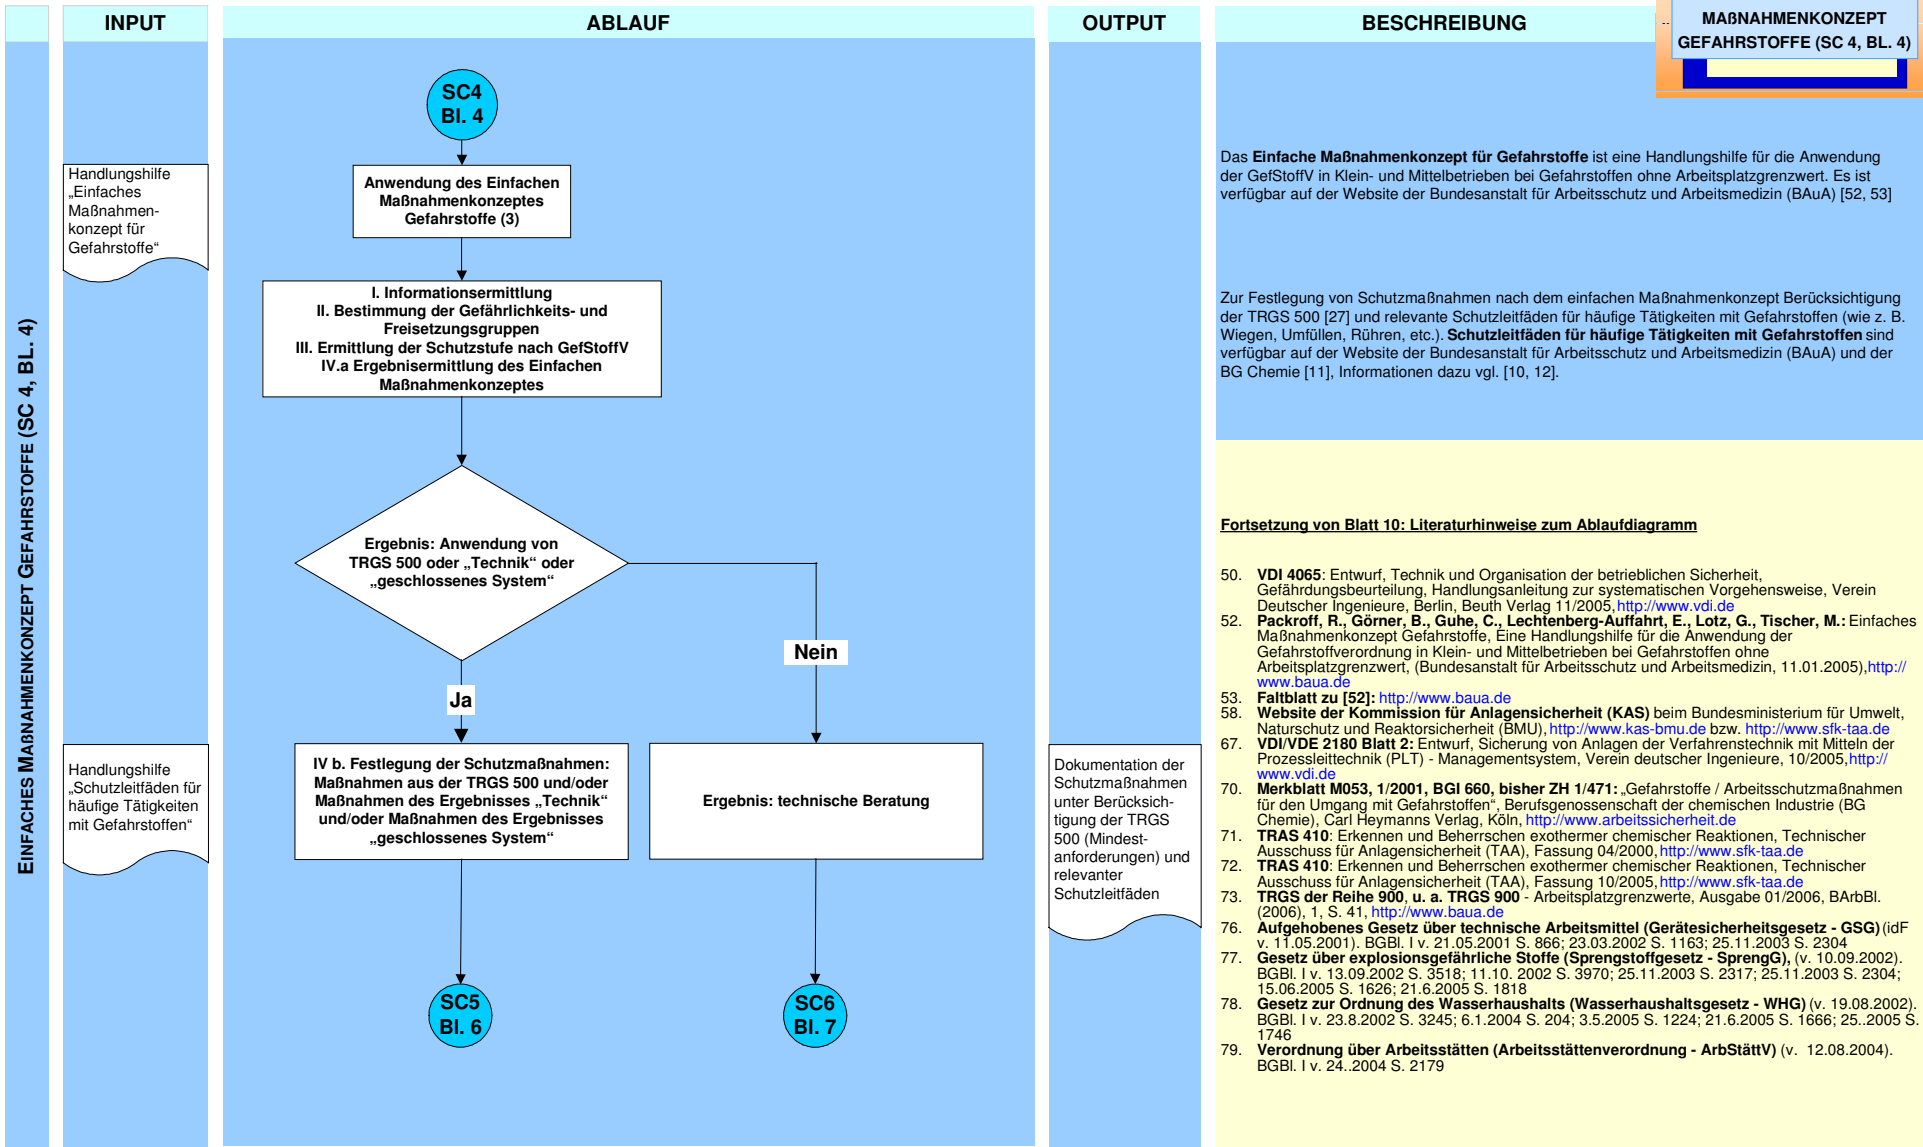 INPUT
ABLAUF
OUTPUT
BESCHREIBUNG
..
MAßNAHMENKONZEPT
GEFAHRSTOFFE (SC 4, BL. 4)
EINFACHES MAßNAHMENKONZEPT GEFAHRSTOFFE (SC 4, BL. 4)
Handlungshilfe
„Einfaches
Maßnahmen-
konzept für
Gefahrstoffe“
Handlungshilfe
„Schutzleitfäden für
häufige Tätigkeiten
mit Gefahrstoffen“
SC4
Bl. 4
Anwendung des Einfachen
Maßnahmenkonzeptes
Gefahrstoffe (3)
I. Informationsermittlung
II. Bestimmung der Gefährlichkeits- und
Freisetzungsgruppen
III. Ermittlung der Schutzstufe nach GefStoffV
IV.a Ergebnisermittlung des Einfachen
Maßnahmenkonzeptes
Ergebnis: Anwendung von
TRGS 500 oder „Technik“ oder
„geschlossenes System“
Nein
Ja
IV b. Festlegung der Schutzmaßnahmen:
Maßnahmen aus der TRGS 500 und/oder
Maßnahmen des Ergebnisses „Technik“
und/oder Maßnahmen des Ergebnisses
„geschlossenes System“
Ergebnis: technische Beratung
SC5
Bl. 6
SC6
Bl. 7
Dokumentation der
Schutzmaßnahmen
unter Berücksich-
tigung der TRGS
500 (Mindest-
anforderungen) und
relevanter
Schutzleitfäden
Das Einfache Maßnahmenkonzept für Gefahrstoffe ist eine Handlungshilfe für die Anwendung
der GefStoffV in Klein- und Mittelbetrieben bei Gefahrstoffen ohne Arbeitsplatzgrenzwert. Es ist
verfügbar auf der Website der Bundesanstalt für Arbeitsschutz und Arbeitsmedizin (BAuA) [52, 53]
Zur Festlegung von Schutzmaßnahmen nach dem einfachen Maßnahmenkonzept Berücksichtigung
der TRGS 500 [27] und relevante Schutzleitfäden für häufige Tätigkeiten mit Gefahrstoffen (wie z. B.
Wiegen, Umfüllen, Rühren, etc.). Schutzleitfäden für häufige Tätigkeiten mit Gefahrstoffen sind
verfügbar auf der Website der Bundesanstalt für Arbeitsschutz und Arbeitsmedizin (BAuA) und der
BG Chemie [11], Informationen dazu vgl. [10, 12].
Fortsetzung von Blatt 10: Literaturhinweise zum Ablaufdiagramm
50. VDI 4065: Entwurf, Technik und Organisation der betrieblichen Sicherheit,
Gefährdungsbeurteilung, Handlungsanleitung zur systematischen Vorgehensweise, Verein
Deutscher Ingenieure, Berlin, Beuth Verlag 11/2005, http://www.vdi.de
52. Packroff, R., Görner, B., Guhe, C., Lechtenberg-Auffahrt, E., Lotz, G., Tischer, M.: Einfaches
Maßnahmenkonzept Gefahrstoffe, Eine Handlungshilfe für die Anwendung der
Gefahrstoffverordnung in Klein- und Mittelbetrieben bei Gefahrstoffen ohne
Arbeitsplatzgrenzwert, (Bundesanstalt für Arbeitsschutz und Arbeitsmedizin, 11.01.2005), http://
www.baua.de
53. Faltblatt zu [52]: http://www.baua.de
58. Website der Kommission für Anlagensicherheit (KAS) beim Bundesministerium für Umwelt,
Naturschutz und Reaktorsicherheit (BMU), http://www.kas-bmu.de bzw. http://www.sfk-taa.de
67. VDI/VDE 2180 Blatt 2: Entwurf, Sicherung von Anlagen der Verfahrenstechnik mit Mitteln der
Prozessleittechnik (PLT) - Managementsystem, Verein deutscher Ingenieure, 10/2005, http://
www.vdi.de
70. Merkblatt M053, 1/2001, BGI 660, bisher ZH 1/471: „Gefahrstoffe / Arbeitsschutzmaßnahmen
für den Umgang mit Gefahrstoffen“, Berufsgenossenschaft der chemischen Industrie (BG
Chemie), Carl Heymanns Verlag, Köln, http://www.arbeitssicherheit.de
71. TRAS 410: Erkennen und Beherrschen exothermer chemischer Reaktionen, Technischer
Ausschuss für Anlagensicherheit (TAA), Fassung 04/2000, http://www.sfk-taa.de
72. TRAS 410: Erkennen und Beherrschen exothermer chemischer Reaktionen, Technischer
Ausschuss für Anlagensicherheit (TAA), Fassung 10/2005, http://www.sfk-taa.de
73. TRGS der Reihe 900, u. a. TRGS 900 - Arbeitsplatzgrenzwerte, Ausgabe 01/2006, BArbBl.
(2006), 1, S. 41, http://www.baua.de
76. Aufgehobenes Gesetz über technische Arbeitsmittel (Gerätesicherheitsgesetz - GSG) (idF
v. 11.05.2001). BGBl. I v. 21.05.2001 S. 866; 23.03.2002 S. 1163; 25.11.2003 S. 2304
77. Gesetz über explosionsgefährliche Stoffe (Sprengstoffgesetz - SprengG), (v. 10.09.2002).
BGBl. I v. 13.09.2002 S. 3518; 11.10. 2002 S. 3970; 25.11.2003 S. 2317; 25.11.2003 S. 2304;
15.06.2005 S. 1626; 21.6.2005 S. 1818
78. Gesetz zur Ordnung des Wasserhaushalts (Wasserhaushaltsgesetz - WHG) (v. 19.08.2002).
BGBl. I v. 23.8.2002 S. 3245; 6.1.2004 S. 204; 3.5.2005 S. 1224; 21.6.2005 S. 1666; 25..2005 S.
1746
79. Verordnung über Arbeitsstätten (Arbeitsstättenverordnung - ArbStättV) (v. 12.08.2004).
BGBl. I v. 24..2004 S. 2179